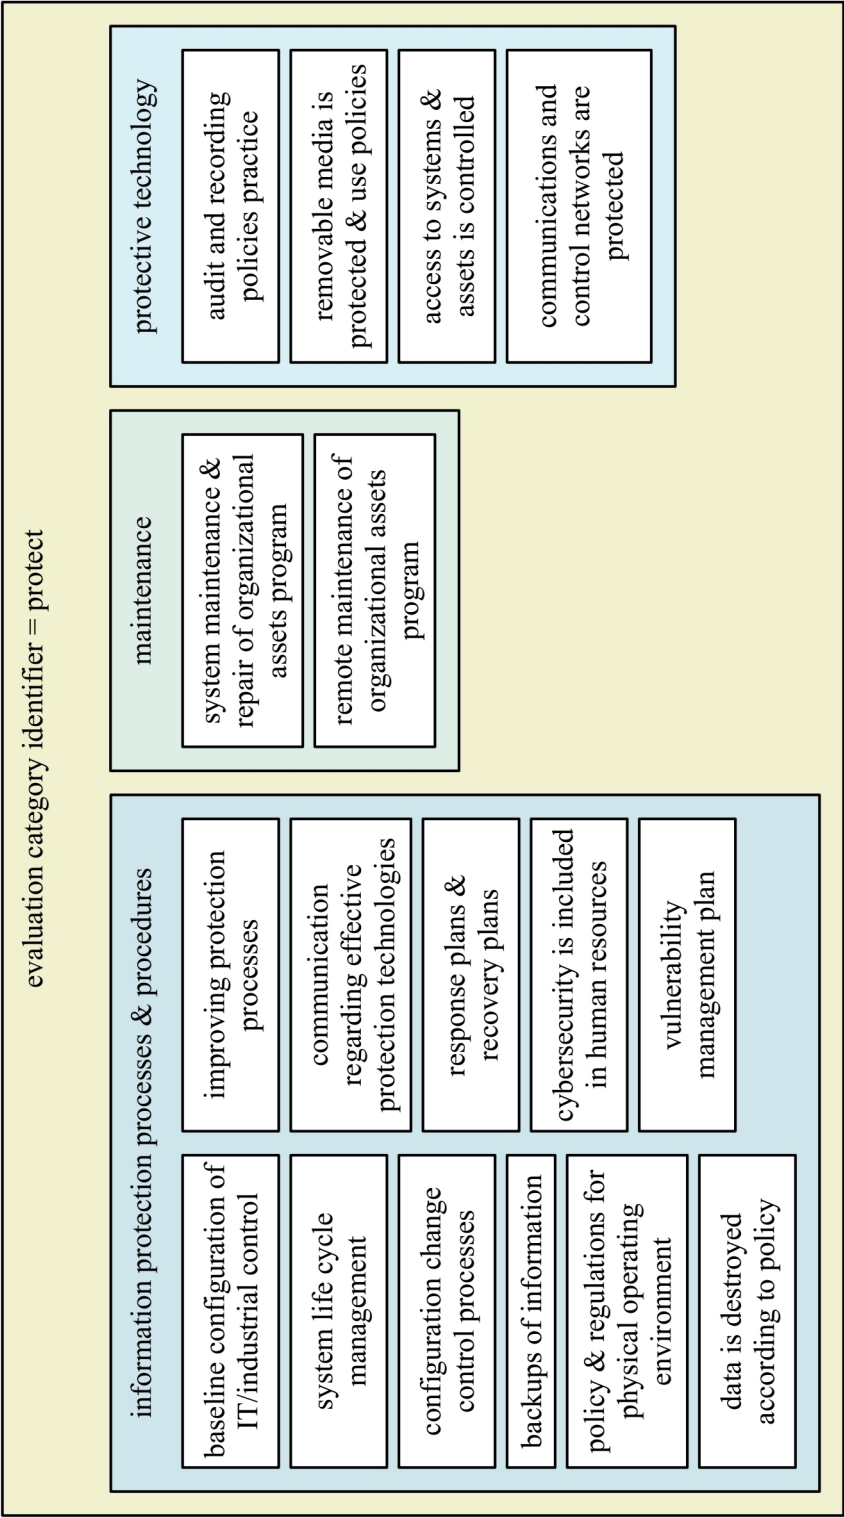 evaluation category identifier = protect
information protection processes & procedures
baseline configuration of
IT/industrial control
system life cycle
management
configuration change
control processes
backups of information
policy & regulations for
physical operating
environment
data is destroyed
according to policy
improving protection
processes
communication
regarding effective
protection technologies
response plans &
recovery plans
cybersecurity is included
in human resources
vulnerability
management plan
maintenance
system maintenance &
repair of organizational
assets program
remote maintenance of
organizational assets
program
protective technology
audit and recording
policies practice
removable media is
protected & use policies
access to systems &
assets is controlled
communications and
control networks are
protected